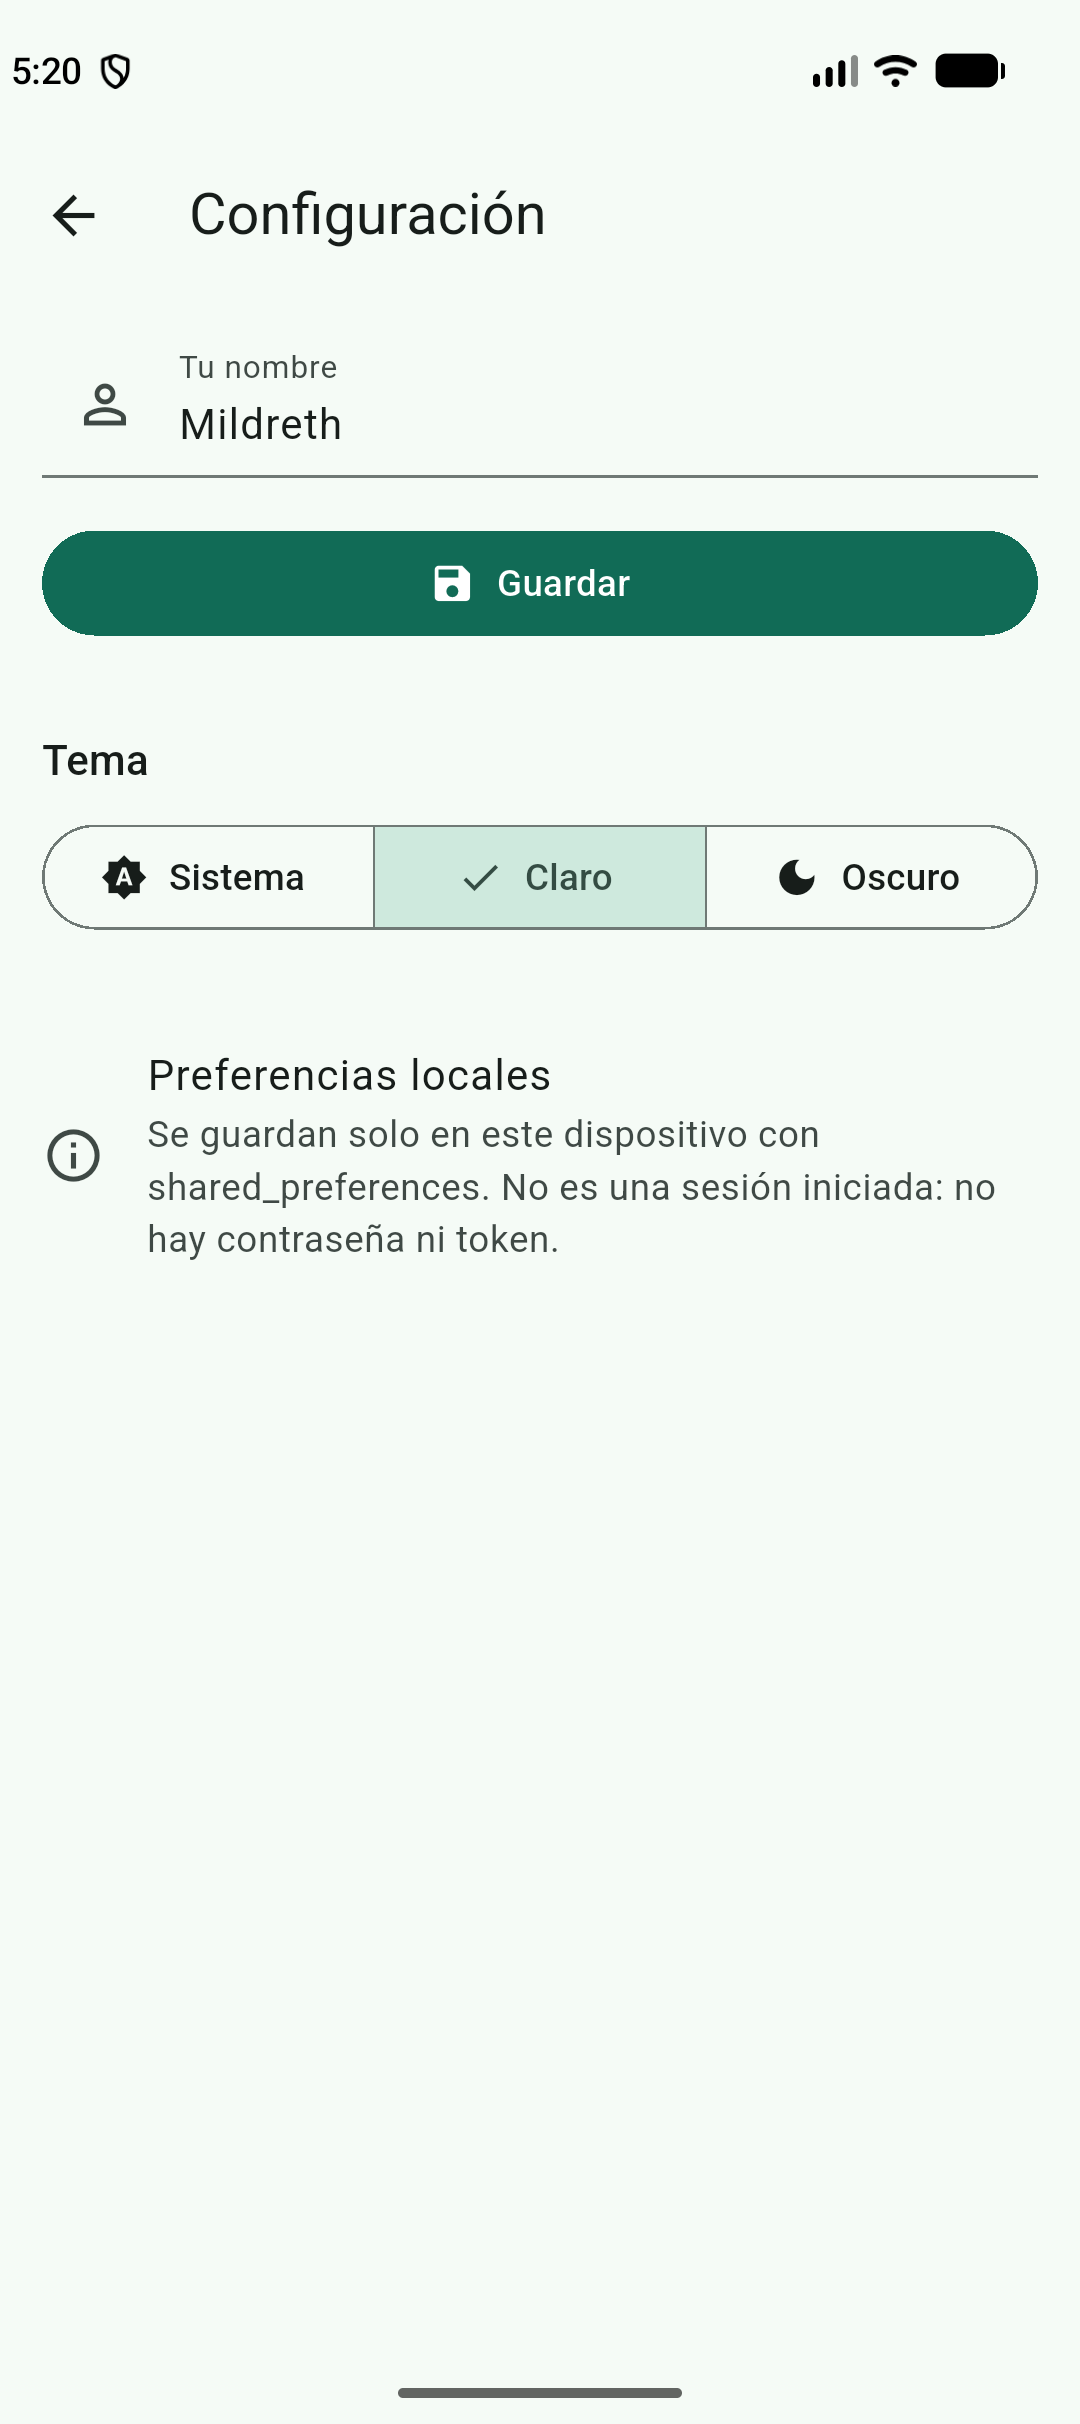 5:20
Configuración
Tu nombre
Mildreth
Guardar
Tema
Sistema
Claro
Oscuro
Preferencias locales
Se guardan solo en este dispositivo con
shared_preferences. No es una sesión iniciada: no
hay contraseña ni token.